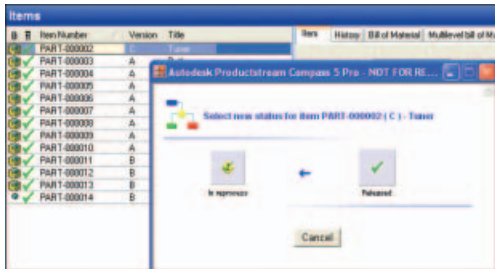 Items
Item Number Version Title
Item History Bill of Material Multilevel bill of M
PART-000002 C Tuner
PART-000003 A
PART-000004 A
PART-000005 A
PART-000006 A
PART-000007 A
PART-000008 A
PART-000009 A
PART-000010 A
PART-000011 B
PART-000012 B
PART-000013 B
PART-000014 B
Autodesk Productstream Compass 5 Pro - NOT FOR RE...
Select new status for item PART-000002 ( C ) - Tuner
In reprocess Released
Cancel